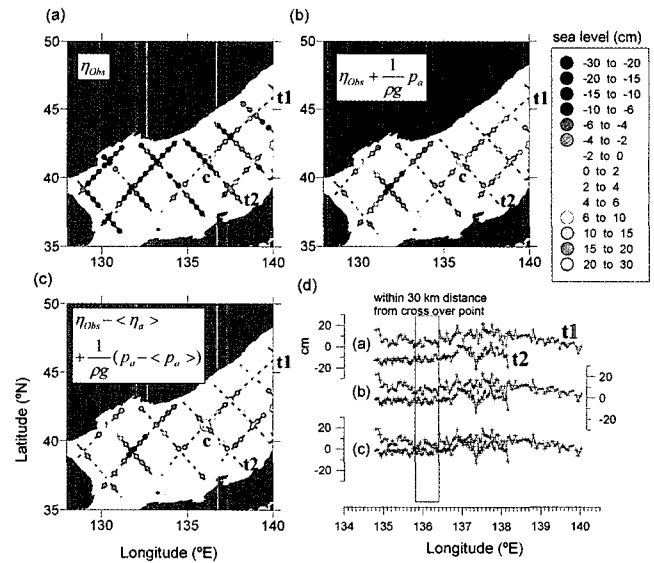 (a)
(b)
sea level (cm)
-30 to -20
-20 to -15
-15 to -10
-10 to -6
-6 to -4
-4 to -2
-2 to 0
0 to 2
2 to 4
4 to 6
6 to 10
10 to 15
15 to 20
20 to 30
50
45
40
35
η_Obs
t1
c
t2
130
135
140
50
45
40
35
η_Obs + 1/ρg p_a
t1
c
t2
130
135
140
(c)
(d)
50
45
40
35
Latitude (ºN)
η_Obs − < η_a >
+ 1/ρg ( p_a − < p_a > )
t1
c
t2
130
135
140
Longitude (ºE)
within 30 km distance
from cross over point
cm
20
0
-20
(a)
t1
t2
(b)
20
0
-20
(c)
20
0
-20
134
135
136
137
138
139
140
Longitude (ºE)